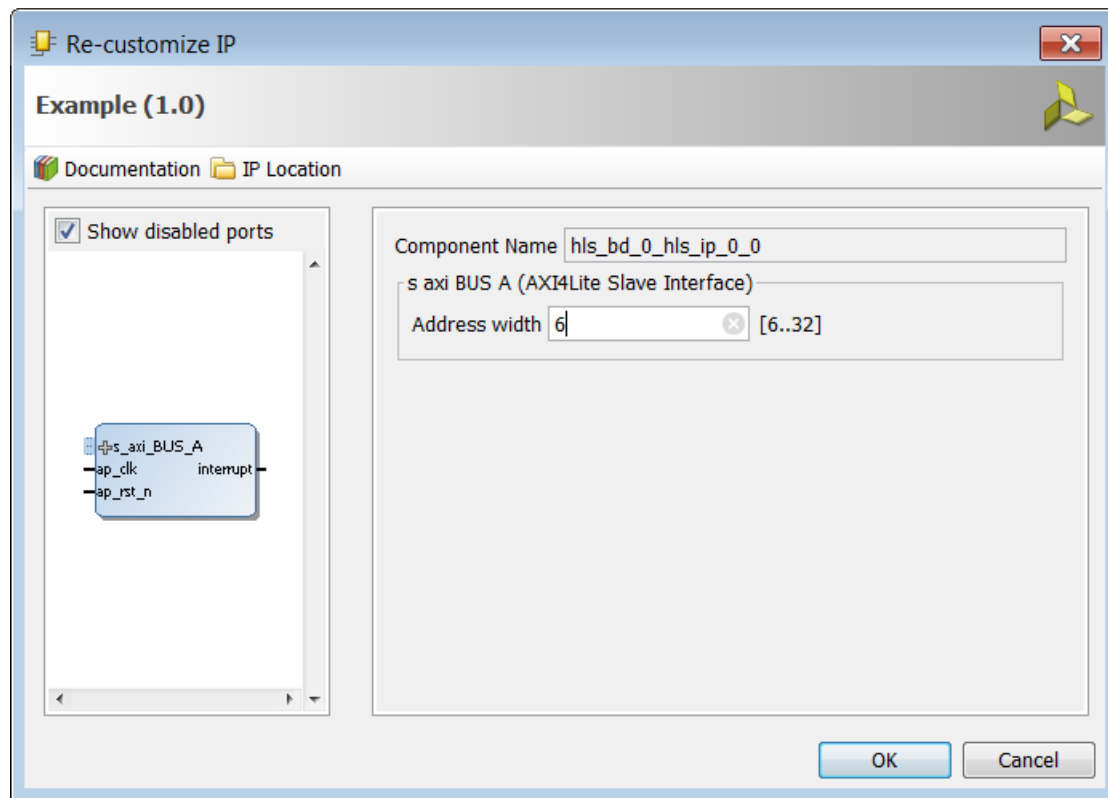 Re-customize IP
Example (1.0)
Documentation IP Location
Show disabled ports
s_axi_BUS_A
ap_clk interrupt
ap_rst_n
Component Name hls_bd_0_hls_ip_0_0
s axi BUS A (AXI4Lite Slave Interface)
Address width 6 [6..32]
OK Cancel